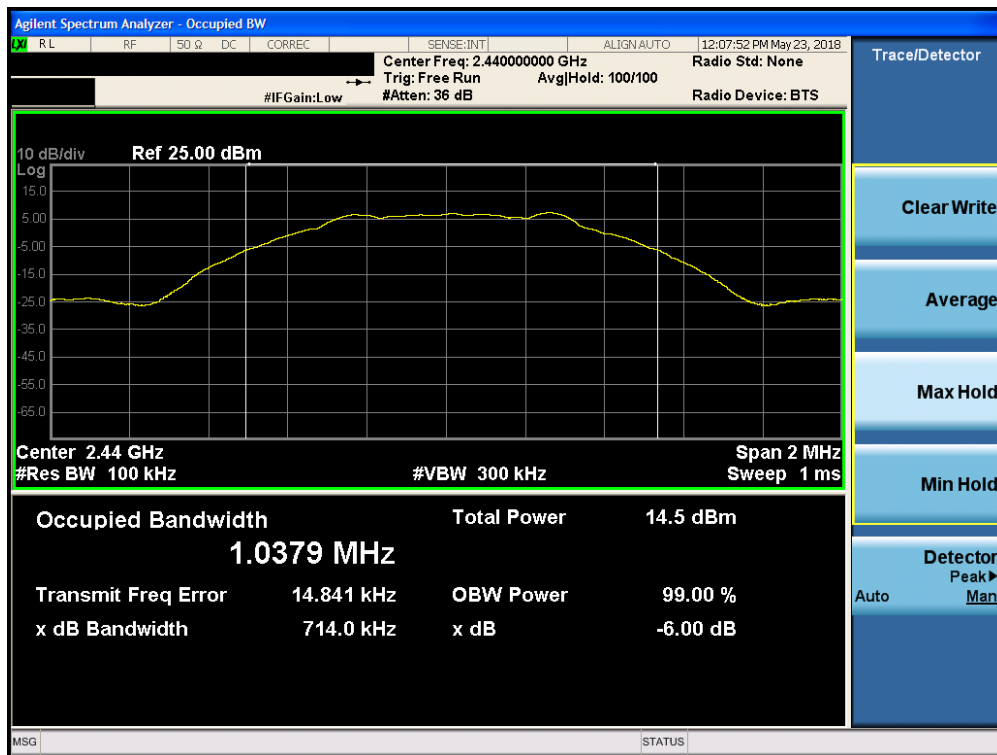 Agilent Spectrum Analyzer - Occupied BW
LXI RL RF 50 Ω DC CORREC SENSE:INT ALIGN AUTO 12:07:52 PM May 23, 2018
Center Freq: 2.440000000 GHz Radio Std: None
Trig: Free Run Avg|Hold: 100/100
#IFGain:Low #Atten: 36 dB Radio Device: BTS
10 dB/div Ref 25.00 dBm
Log
15.0
5.00
-5.00
-15.0
-25.0
-35.0
-45.0
-55.0
-65.0
Center 2.44 GHz Span 2 MHz
#Res BW 100 kHz #VBW 300 kHz Sweep 1 ms
Occupied Bandwidth Total Power 14.5 dBm
1.0379 MHz
Transmit Freq Error 14.841 kHz OBW Power 99.00 %
x dB Bandwidth 714.0 kHz x dB -6.00 dB
MSG STATUS
Trace/Detector
Clear Write
Average
Max Hold
Min Hold
Detector
Peak▶
Auto Man